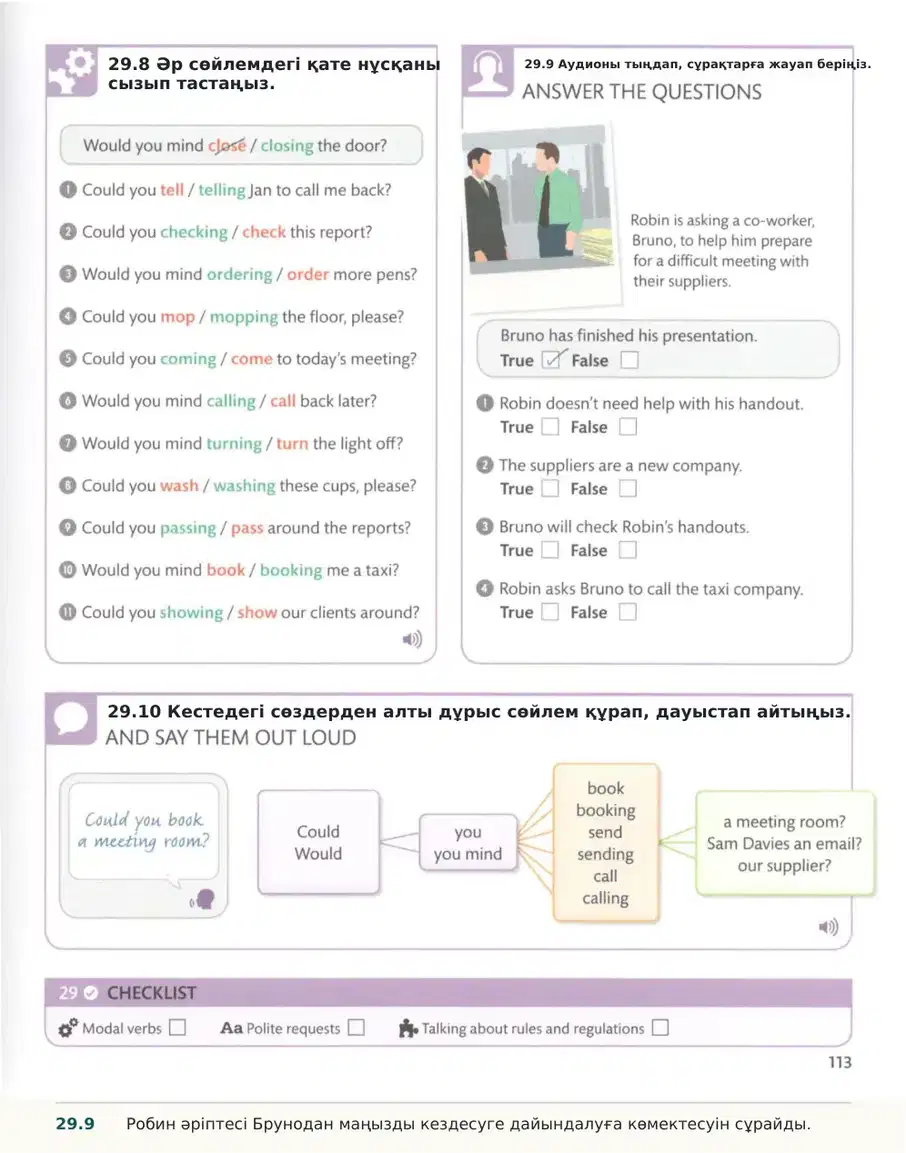 29.8 Әр сөйлемдегі қате нұсқаны
сызып тастаңыз.
Would you mind close / closing the door?
1 Could you tell / telling Jan to call me back?
2 Could you checking / check this report?
3 Would you mind ordering / order more pens?
4 Could you mop / mopping the floor, please?
5 Could you coming / come to today's meeting?
6 Would you mind calling / call back later?
7 Would you mind turning / turn the light off?
8 Could you wash / washing these cups, please?
9 Could you passing / pass around the reports?
10 Would you mind book / booking me a taxi?
11 Could you showing / show our clients around?
29.9 Аудионы тыңдап, сұрақтарға жауап беріңіз.
ANSWER THE QUESTIONS
Robin is asking a co-worker,
Bruno, to help him prepare
for a difficult meeting with
their suppliers.
Bruno has finished his presentation.
True False
1 Robin doesn't need help with his handout.
True False
2 The suppliers are a new company.
True False
3 Bruno will check Robin's handouts.
True False
4 Robin asks Bruno to call the taxi company.
True False
29.10 Кестедегі сөздерден алты дұрыс сөйлем құрап, дауыстап айтыңыз.
AND SAY THEM OUT LOUD
Could you book
a meeting room?
Could
Would
you
you mind
book
booking
send
sending
call
calling
a meeting room?
Sam Davies an email?
our supplier?
29 CHECKLIST
Modal verbs Aa Polite requests Talking about rules and regulations
113
29.9 Робин әріптесі Брунодан маңызды кездесуге дайындалуға көмектесуін сұрайды.